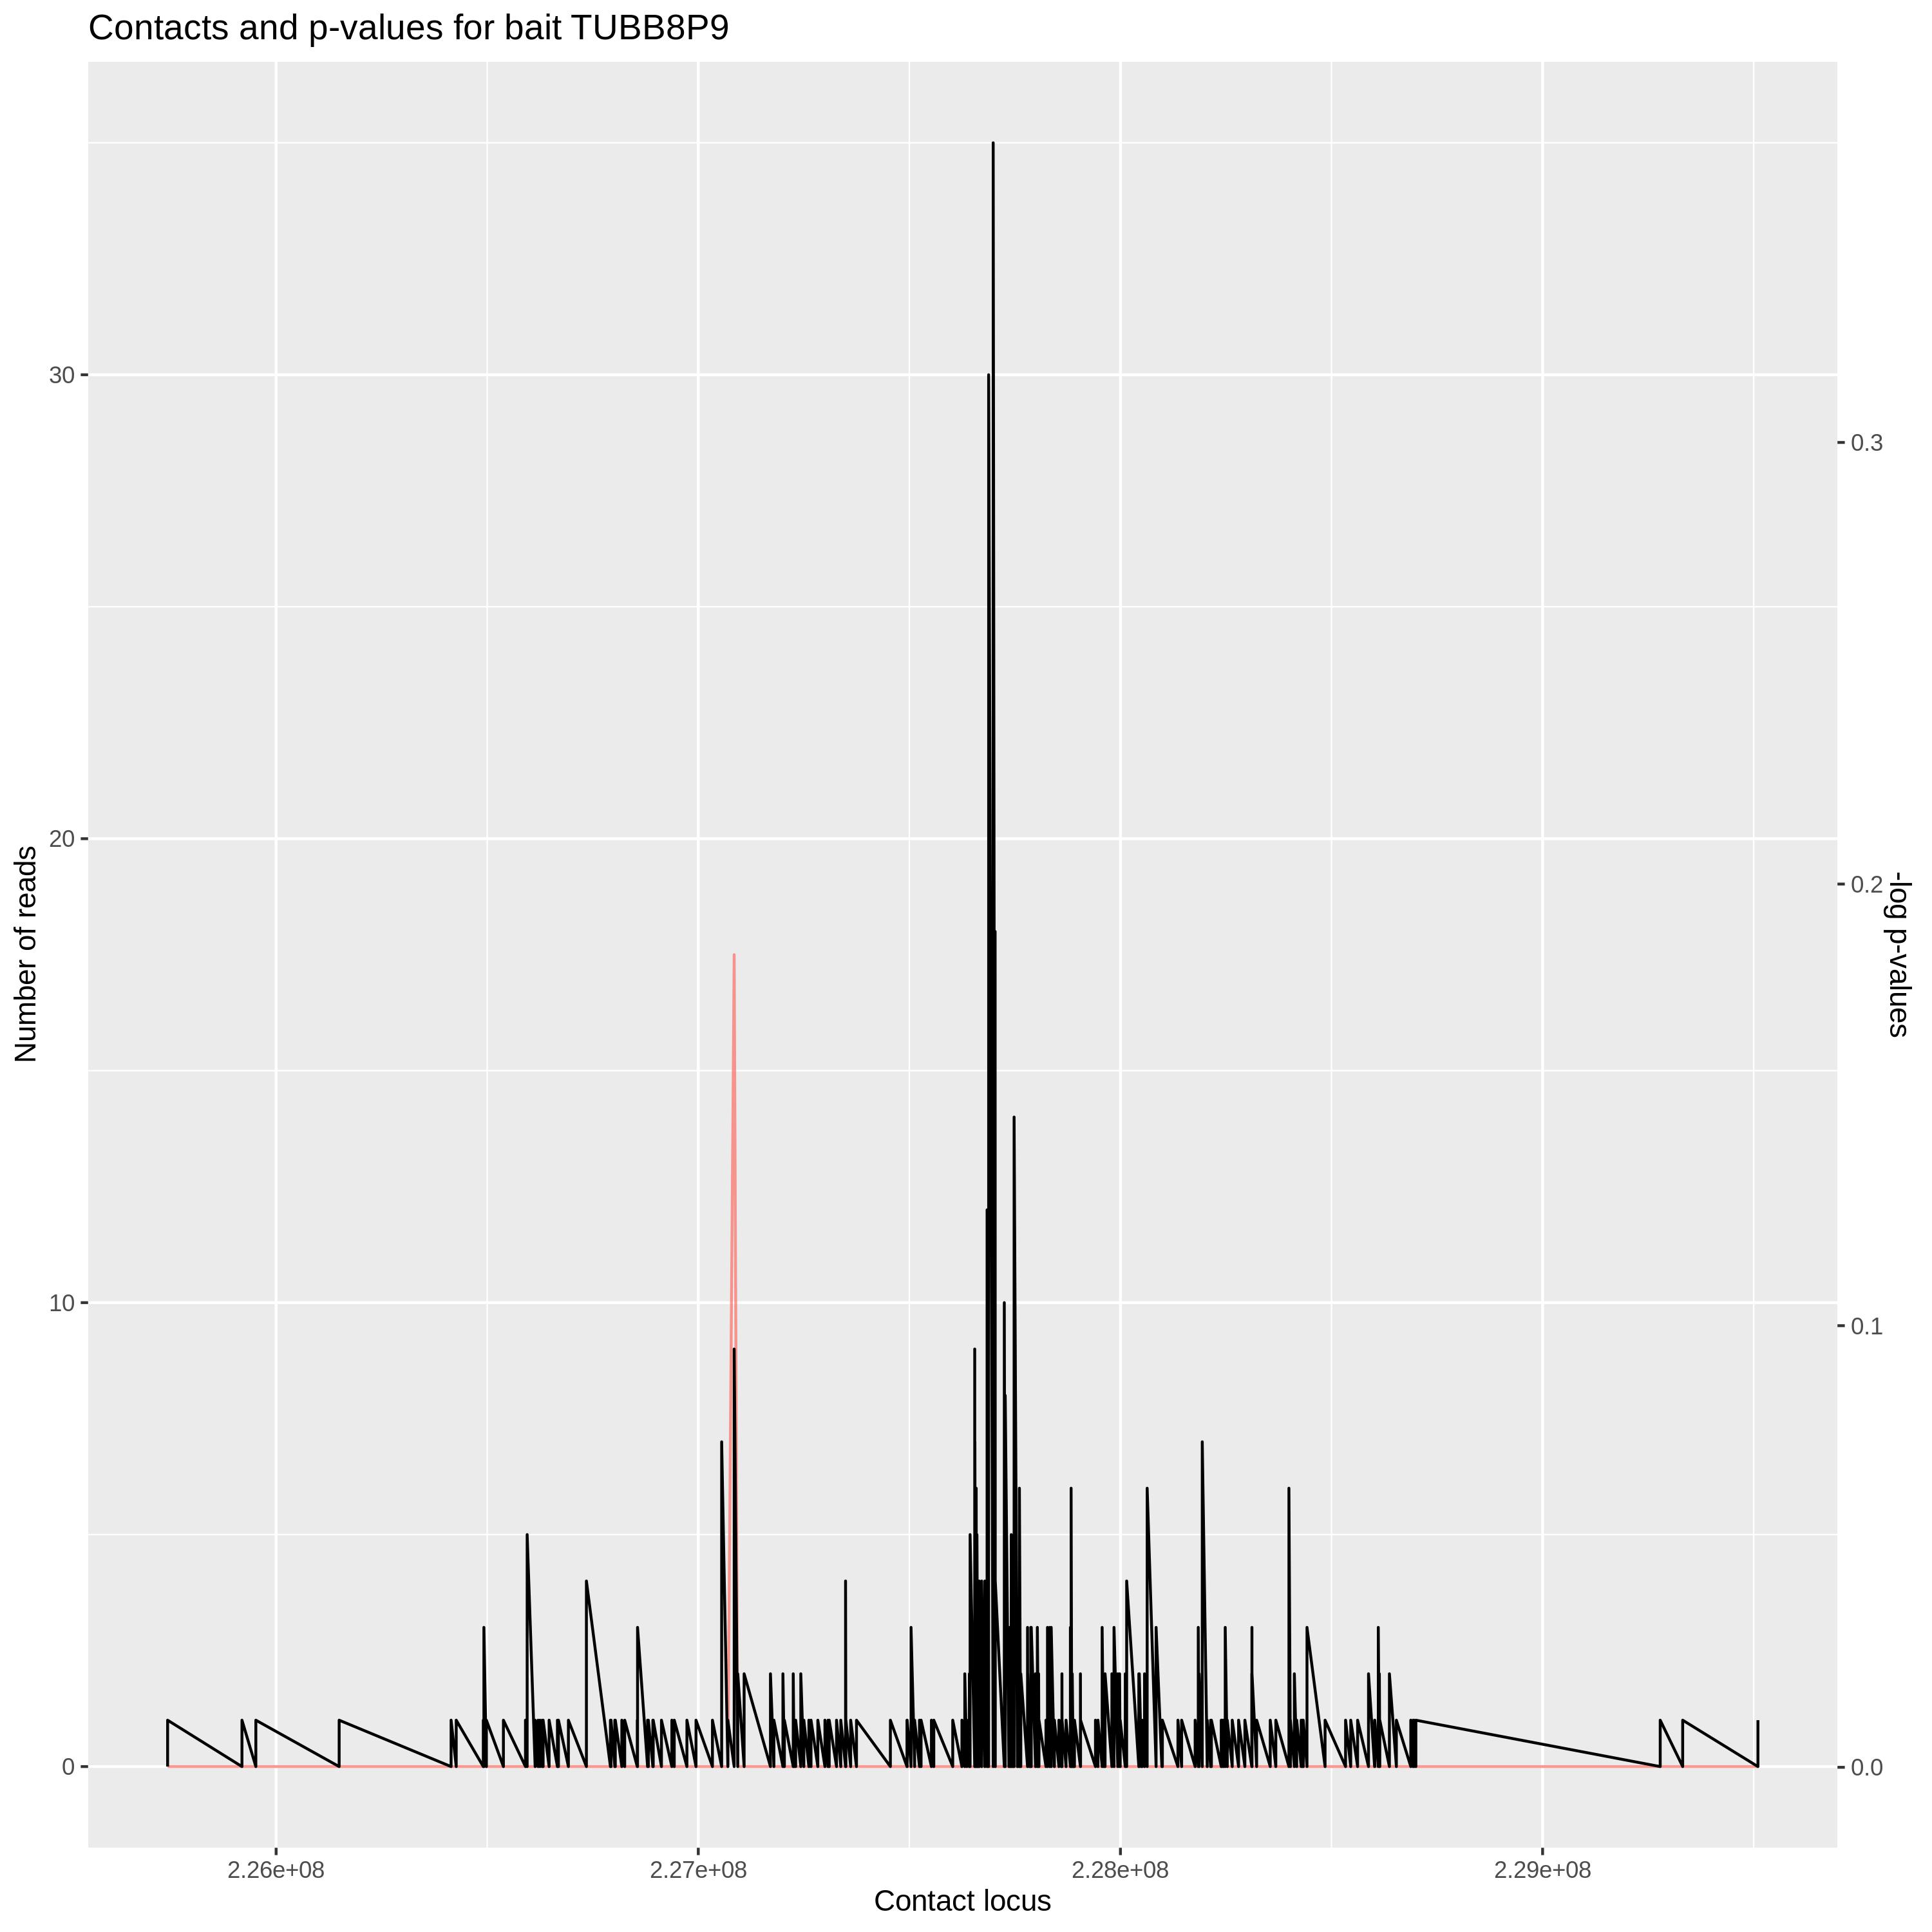 Contacts and p-values for bait TUBB8P9
30
20
10
0
Number of reads
0.3
0.2
0.1
0.0
-log p-values
2.26e+08
2.27e+08
2.28e+08
2.29e+08
Contact locus